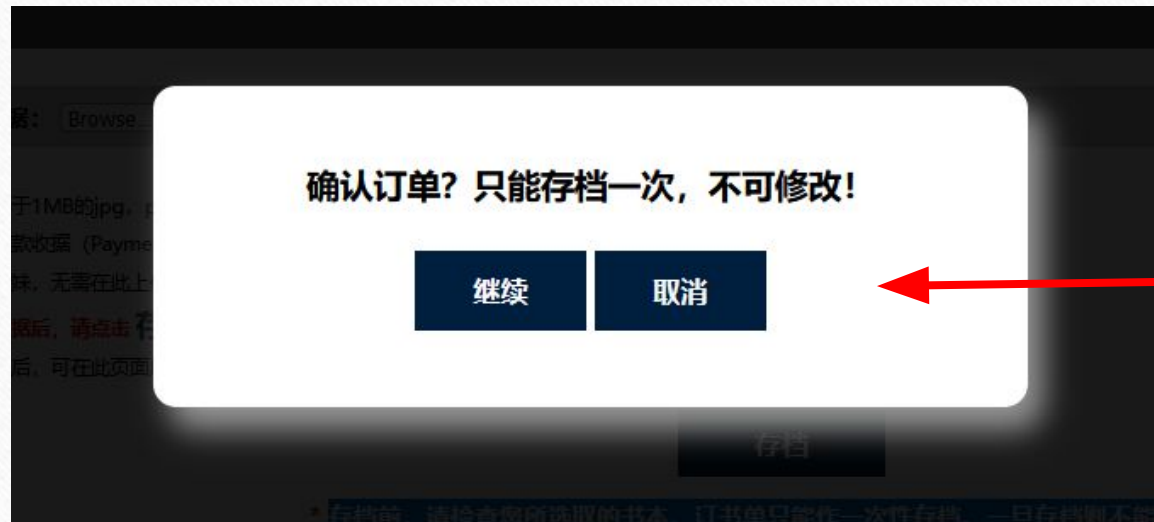 据： Browse
确认订单？只能存档一次，不可修改！
于1MB的jpg，p
款收据（Payme
继续 取消
妹，无需在此上
据后，请点击 存
后，可在此页面
存档
* 存档前，请检查您所选取的书本，订书单只能作一次性存档，一旦存档则不能